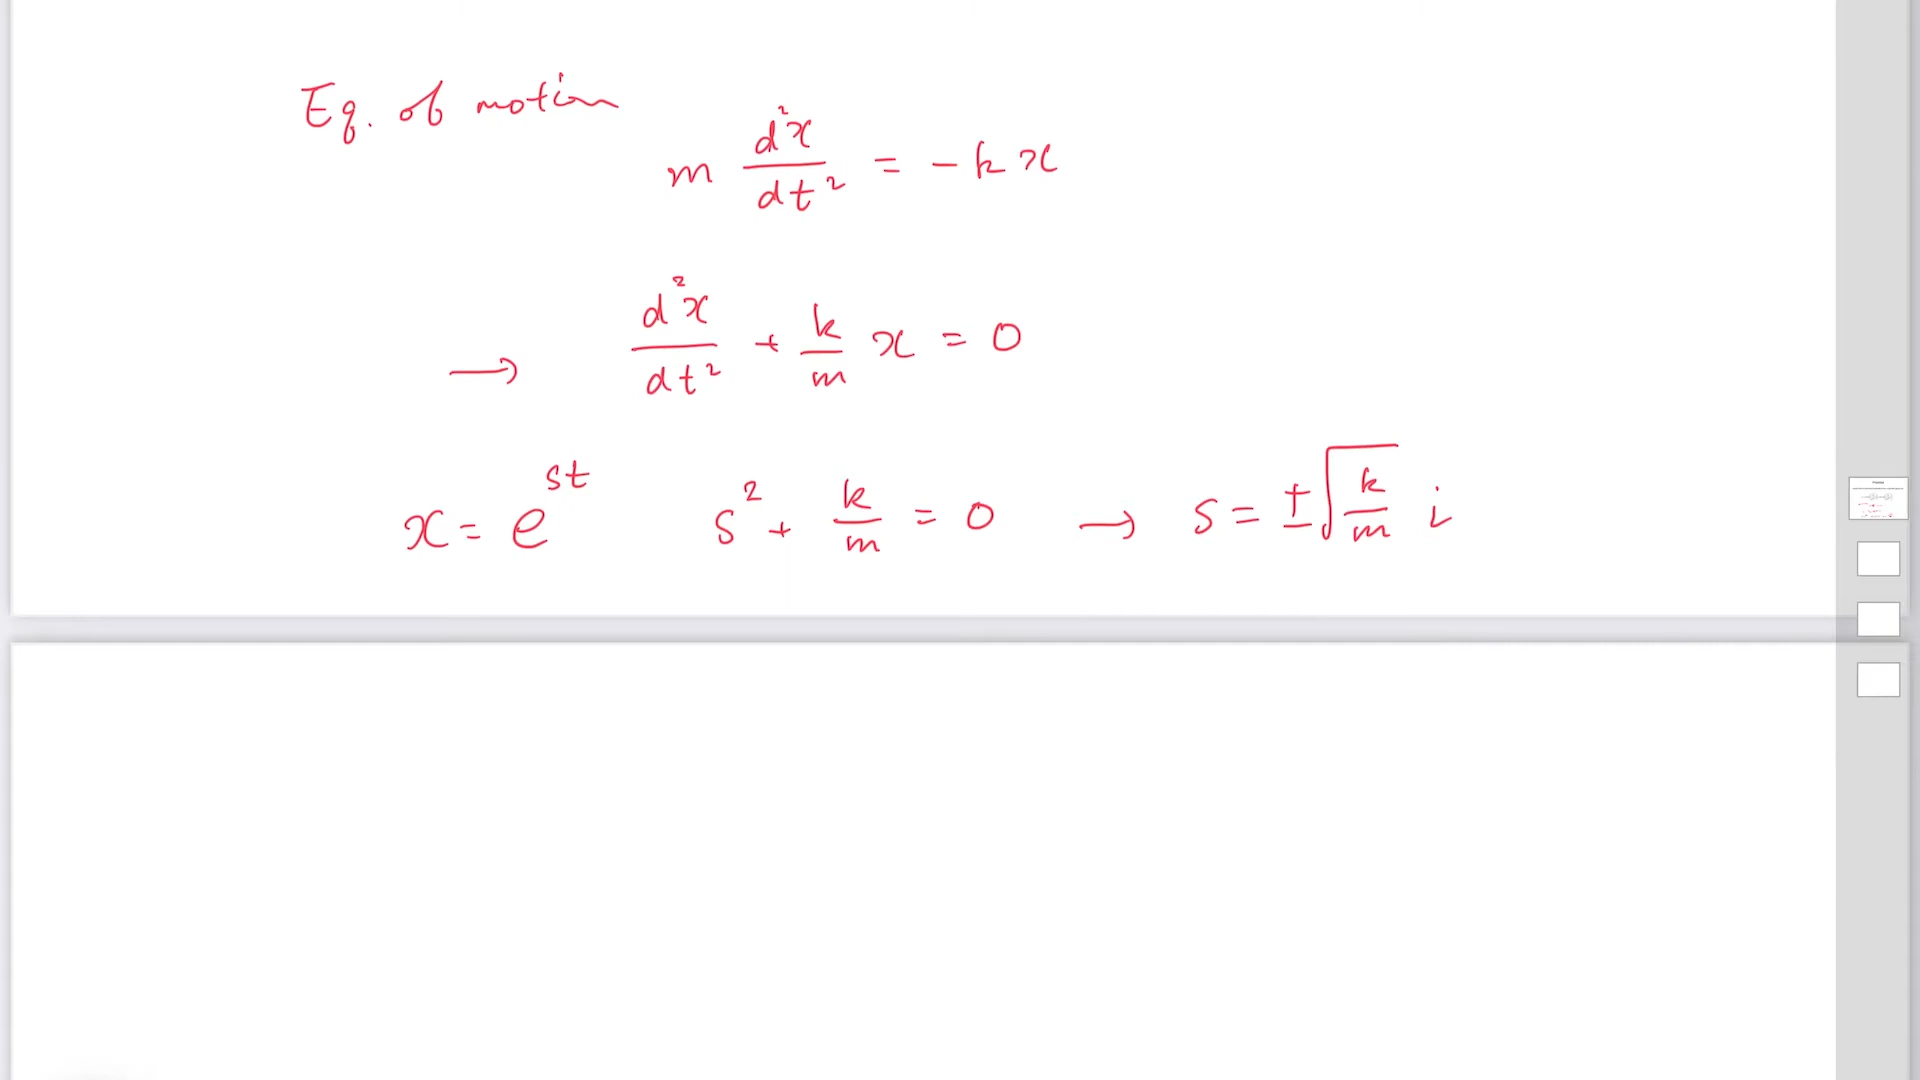 Eq. of motion
m d²x/dt² = -kx
→ d²x/dt² + k/m x = 0
x = e^st   s² + k/m = 0 → s = ±√(k/m) i